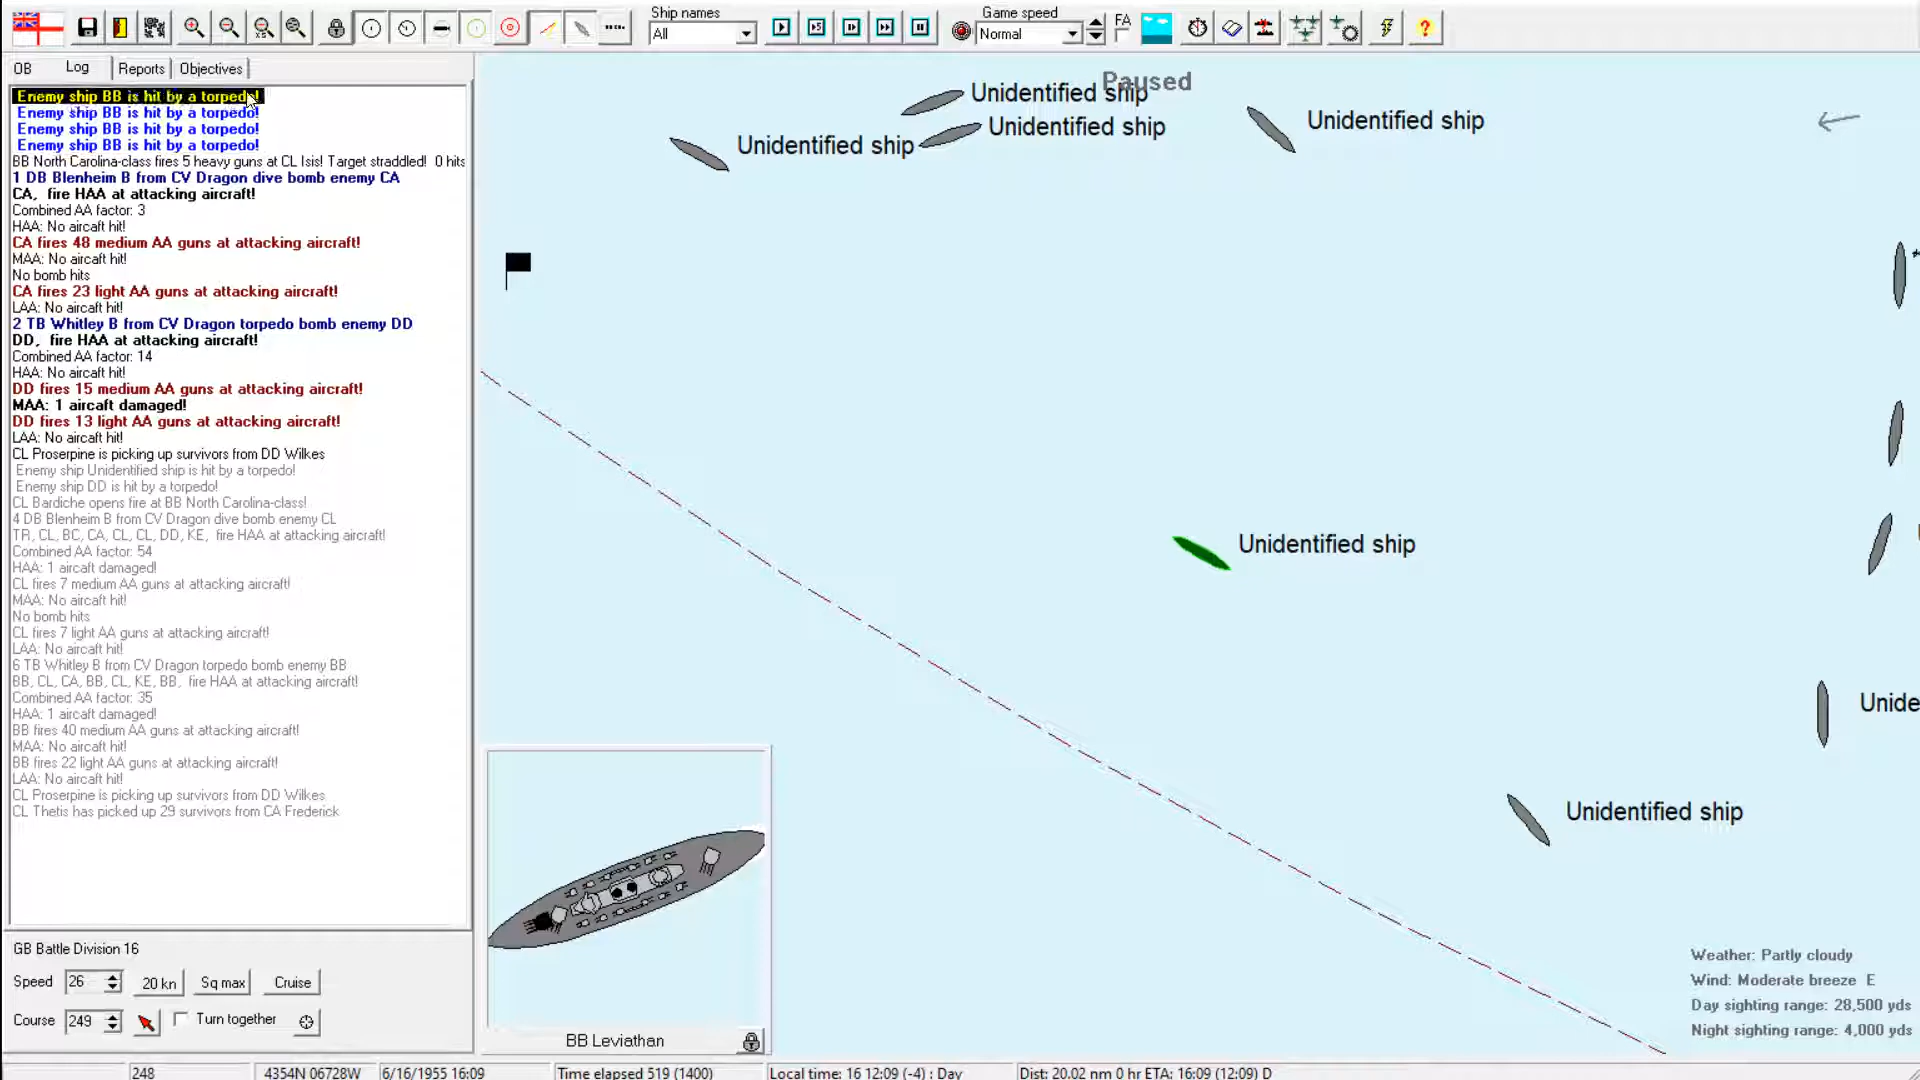 Ship names
Game speed
All
Normal
FA
OB
Log
Reports
Objectives
Enemy ship BB is hit by a torpedo!
Enemy ship BB is hit by a torpedo!
Enemy ship BB is hit by a torpedo!
Enemy ship BB is hit by a torpedo!
BB North Carolina-class fires 5 heavy guns at CL Isis! Target straddled! 0 hits
1 DB Blenheim B from CV Dragon dive bomb enemy CA
CA, fire HAA at attacking aircraft!
Combined AA factor: 3
HAA: No aircaft hit!
CA fires 48 medium AA guns at attacking aircraft!
MAA: No aircaft hit!
No bomb hits
CA fires 23 light AA guns at attacking aircraft!
LAA: No aircaft hit!
2 TB Whitley B from CV Dragon torpedo bomb enemy DD
DD, fire HAA at attacking aircraft!
Combined AA factor: 14
HAA: No aircaft hit!
DD fires 15 medium AA guns at attacking aircraft!
MAA: 1 aircaft damaged!
DD fires 13 light AA guns at attacking aircraft!
LAA: No aircaft hit!
CL Proserpine is picking up survivors from DD Wilkes
Enemy ship Unidentified ship is hit by a torpedo!
Enemy ship DD is hit by a torpedo!
CL Bardiche opens fire at BB North Carolina-class!
4 DB Blenheim B from CV Dragon dive bomb enemy CL
TR, CL, BC, CA, CL, CL, DD, KE, fire HAA at attacking aircraft!
Combined AA factor: 54
HAA: 1 aircaft damaged!
CL fires 7 medium AA guns at attacking aircraft!
MAA: No aircaft hit!
No bomb hits
CL fires 7 light AA guns at attacking aircraft!
LAA: No aircaft hit!
6 TB Whitley B from CV Dragon torpedo bomb enemy BB
BB, CL, CA, BB, CL, KE, BB, fire HAA at attacking aircraft!
Combined AA factor: 35
HAA: 1 aircaft damaged!
BB fires 40 medium AA guns at attacking aircraft!
MAA: No aircaft hit!
BB fires 22 light AA guns at attacking aircraft!
LAA: No aircaft hit!
CL Proserpine is picking up survivors from DD Wilkes
CL Thetis has picked up 29 survivors from CA Frederick
Paused
Unidentified ship
Unidentified ship
Unidentified ship
Unidentified ship
Unidentified ship
Unide
Unidentified ship
GB Battle Division 16
Speed 26 20 kn Sq max Cruise
Course 249 Turn together
BB Leviathan
Weather: Partly cloudy
Wind: Moderate breeze E
Day sighting range: 28,500 yds
Night sighting range: 4,000 yds
248 4354N 06728W 6/16/1955 16:09 Time elapsed 519 (1400) Local time: 16 12:09 (-4) : Day Dist: 20.02 nm 0 hr ETA: 16:09 (12:09) D